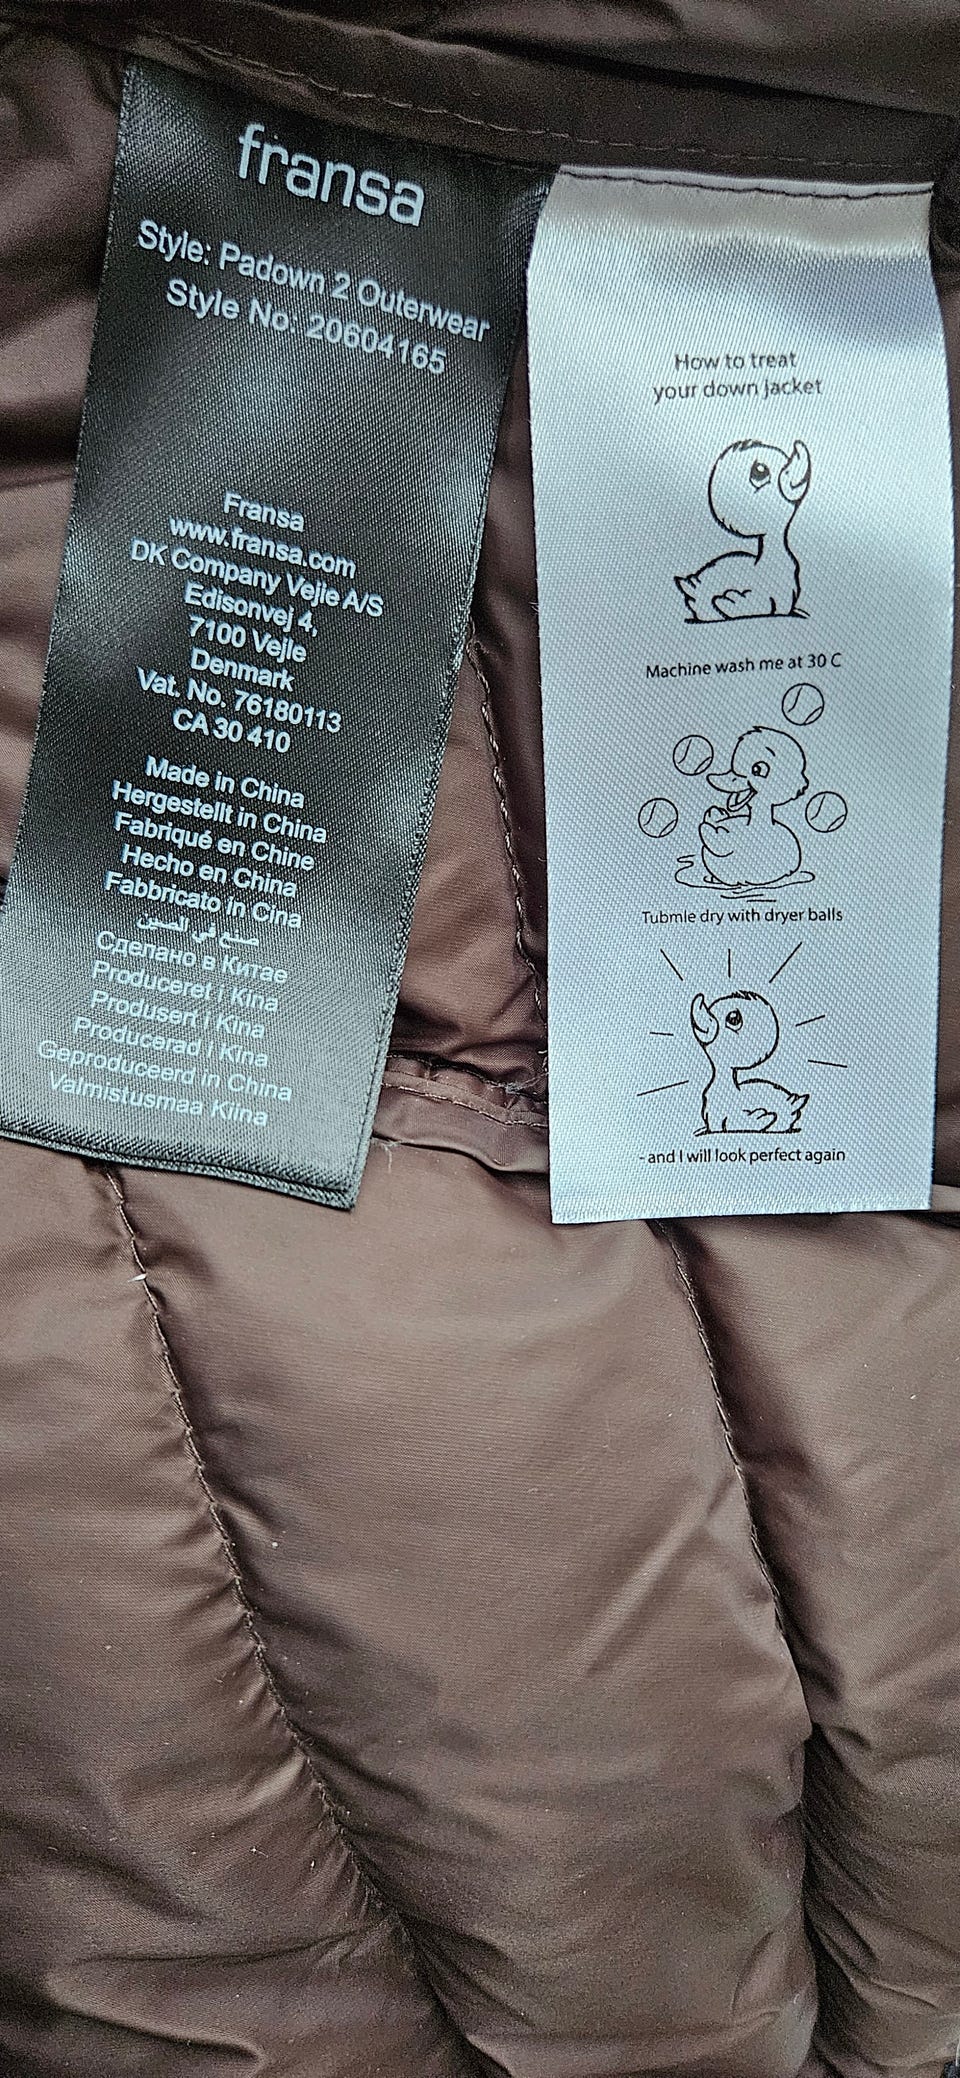 fransa
Style: Padown 2 Outerwear
Style No: 20604165
Fransa
www.fransa.com
DK Company Vejle A/S
Edisonvej 4,
7100 Vejle
Denmark
Vat. No. 76180113
CA 30 410
Made in China
Hergestellt in China
Fabriqué en Chine
Hecho en China
Fabbricato in Cina
صنع في الصين
Сделано в Китае
Produceret i Kina
Produsert i Kina
Producerad i Kina
Geproduceerd in China
Valmistusmaa Kiina
How to treat
your down jacket
Machine wash me at 30 C
Tubmle dry with dryer balls
- and I will look perfect again